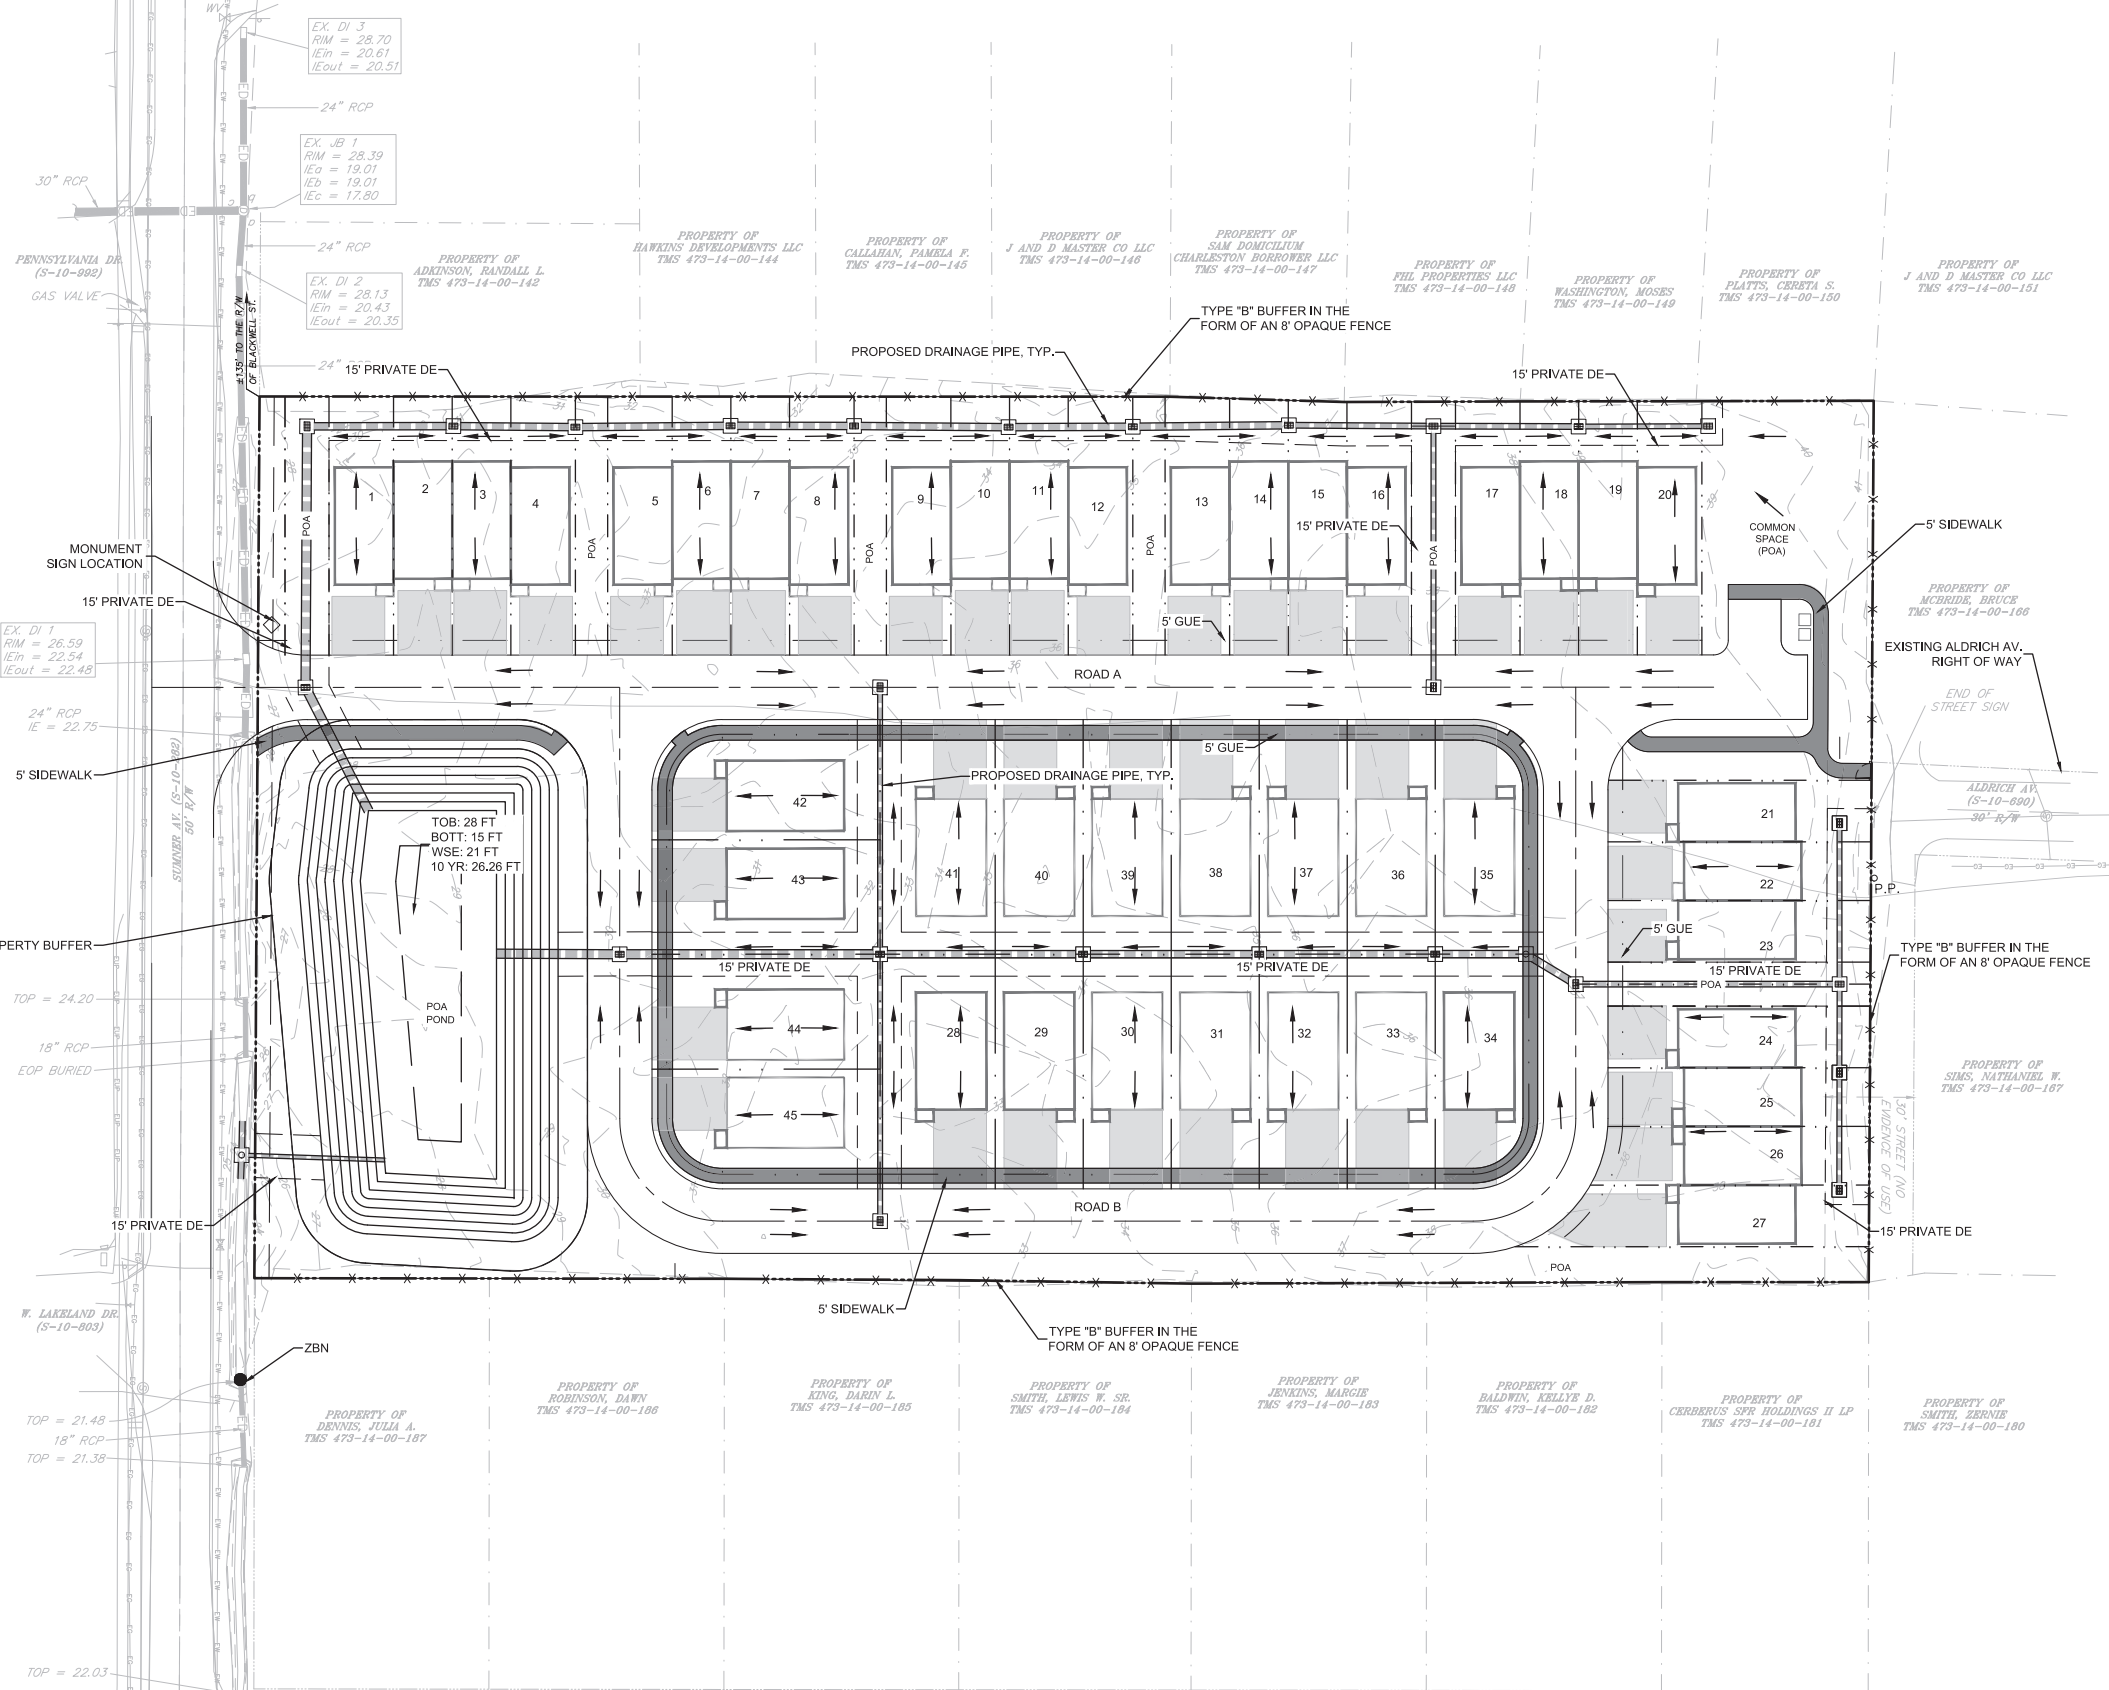 WV
EX. DI 3
RIM = 28.70
IEin = 20.61
IEout = 20.51
24" RCP
EX. JB 1
RIM = 28.39
IEa = 19.01
IEb = 19.01
IEc = 17.80
30" RCP
24" RCP
PENNSYLVANIA DR
(S-10-992)
GAS VALVE
EX. DI 2
RIM = 28.13
IEin = 20.43
IEout = 20.35
±135' TO THE R/W
OF BLACKWELL ST.
24"
PROPERTY OF
ADKINSON, RANDALL L.
TMS 473-14-00-142
PROPERTY OF
HAWKINS DEVELOPMENTS LLC
TMS 473-14-00-144
PROPERTY OF
CALLAHAN, PAMELA F.
TMS 473-14-00-145
PROPERTY OF
J AND D MASTER CO LLC
TMS 473-14-00-146
PROPERTY OF
SAM DOMICILIUM
CHARLESTON BORROWER LLC
TMS 473-14-00-147
PROPERTY OF
FHL PROPERTIES LLC
TMS 473-14-00-148
PROPERTY OF
WASHINGTON, MOSES
TMS 473-14-00-149
PROPERTY OF
PLATTS, CERETA S.
TMS 473-14-00-150
PROPERTY OF
J AND D MASTER CO LLC
TMS 473-14-00-151
TYPE "B" BUFFER IN THE
FORM OF AN 8' OPAQUE FENCE
PROPOSED DRAINAGE PIPE, TYP.
15' PRIVATE DE
15' PRIVATE DE
1
2
3
4
5
6
7
8
9
10
11
12
13
14
15
16
17
18
19
20
POA
POA
POA
POA
POA
15' PRIVATE DE
COMMON
SPACE
(POA)
5' SIDEWALK
MONUMENT
SIGN LOCATION
15' PRIVATE DE
EX. DI 1
RIM = 26.59
IEin = 22.54
IEout = 22.48
24" RCP
IE = 22.75
5' SIDEWALK
5' GUE
ROAD A
PROPERTY OF
MCBRIDE, BRUCE
TMS 473-14-00-166
EXISTING ALDRICH AV.
RIGHT OF WAY
END OF
STREET SIGN
ALDRICH AV.
(S-10-690)
30' R/W
SUMNER AV. (S-10-282)
50' R/W
5' GUE
PROPOSED DRAINAGE PIPE, TYP.
TOB: 28 FT
BOTT: 15 FT
WSE: 21 FT
10 YR: 26.26 FT
42
43
41
40
39
38
37
36
35
21
22
23
P.P.
5' GUE
PERTY BUFFER
15' PRIVATE DE
15' PRIVATE DE
15' PRIVATE DE
POA
TYPE "B" BUFFER IN THE
FORM OF AN 8' OPAQUE FENCE
TOP = 24.20
18" RCP
EOP BURIED
POA
POND
44
45
28
29
30
31
32
33
34
24
25
26
27
PROPERTY OF
SIMS, NATHANIEL W.
TMS 473-14-00-167
30' STREET (NO
EVIDENCE OF USE)
15' PRIVATE DE
15' PRIVATE DE
ROAD B
POA
5' SIDEWALK
TYPE "B" BUFFER IN THE
FORM OF AN 8' OPAQUE FENCE
W. LAKELAND DR.
(S-10-803)
ZBN
TOP = 21.48
18" RCP
TOP = 21.38
TOP = 22.03
PROPERTY OF
DENNIS, JULIA A.
TMS 473-14-00-187
PROPERTY OF
ROBINSON, DAWN
TMS 473-14-00-186
PROPERTY OF
KING, DARIN L.
TMS 473-14-00-185
PROPERTY OF
SMITH, LEWIS W. SR.
TMS 473-14-00-184
PROPERTY OF
JENKINS, MARGIE
TMS 473-14-00-183
PROPERTY OF
BALDWIN, KELLYE D.
TMS 473-14-00-182
PROPERTY OF
CERBERUS SFR HOLDINGS II LP
TMS 473-14-00-181
PROPERTY OF
SMITH, ZERNIE
TMS 473-14-00-180